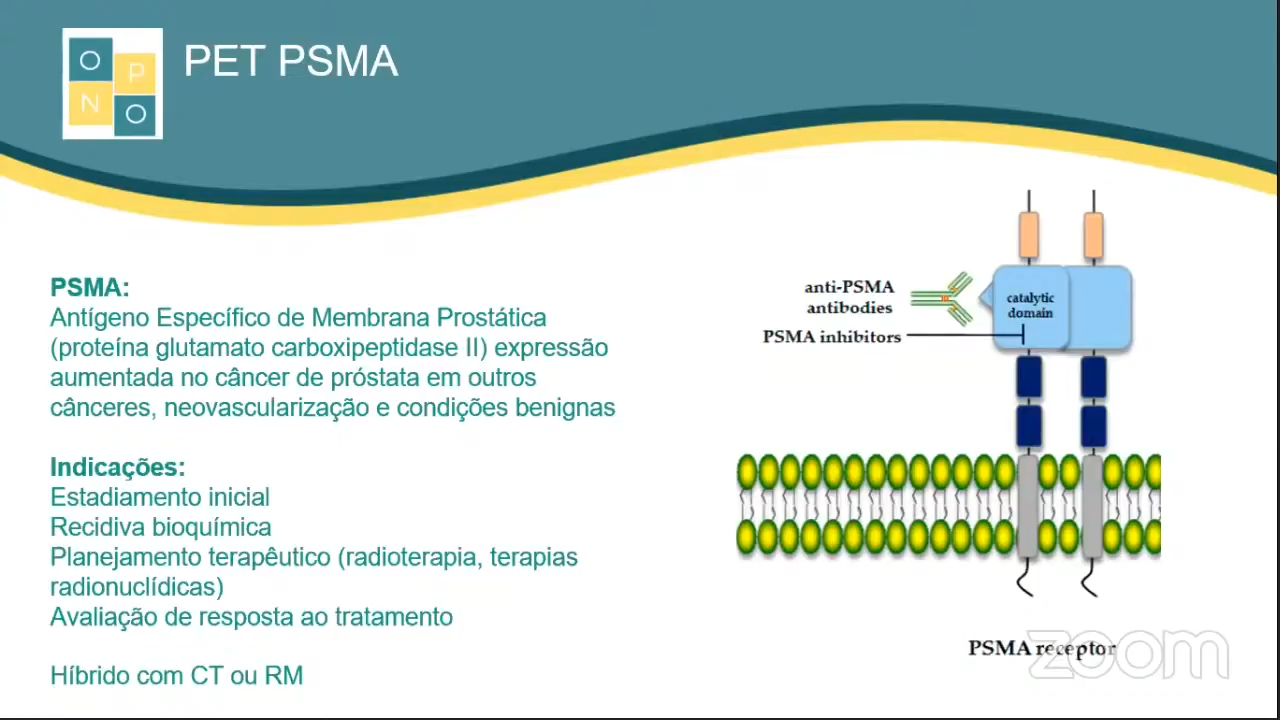 O
P
N
O
PET PSMA
PSMA:
Antígeno Específico de Membrana Prostática
(proteína glutamato carboxipeptidase II) expressão
aumentada no câncer de próstata em outros
cânceres, neovascularização e condições benignas
Indicações:
Estadiamento inicial
Recidiva bioquímica
Planejamento terapêutico (radioterapia, terapias
radionuclídicas)
Avaliação de resposta ao tratamento
Híbrido com CT ou RM
anti-PSMA
antibodies
PSMA inhibitors
catalytic
domain
PSMA receptor
zoom